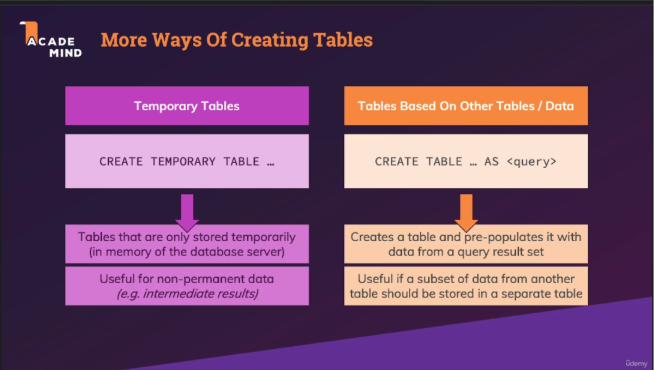 ACADE
MIND
More Ways Of Creating Tables
Temporary Tables
CREATE TEMPORARY TABLE …
Tables that are only stored temporarily
(in memory of the database server)
Useful for non-permanent data
(e.g. intermediate results)
Tables Based On Other Tables / Data
CREATE TABLE … AS <query>
Creates a table and pre-populates it with
data from a query result set
Useful if a subset of data from another
table should be stored in a separate table
ûdemy